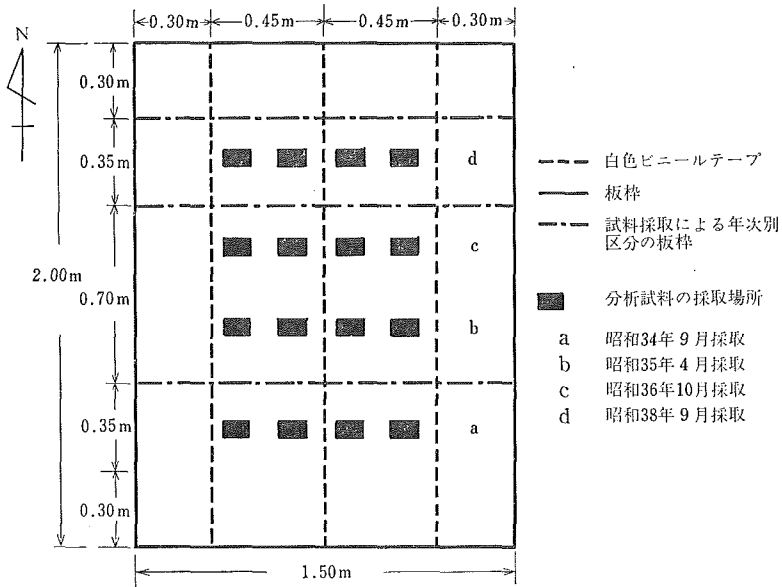 0.30m 0.45m 0.45m 0.30m
N
0.30m
0.35m
2.00m
0.70m
0.35m
0.30m
1.50m
d
c
b
a
白色ビニールテープ
板枠
試料採取による年次別
区分の板枠
分析試料の採取場所
a 昭和34年9月採取
b 昭和35年4月採取
c 昭和36年10月採取
d 昭和38年9月採取